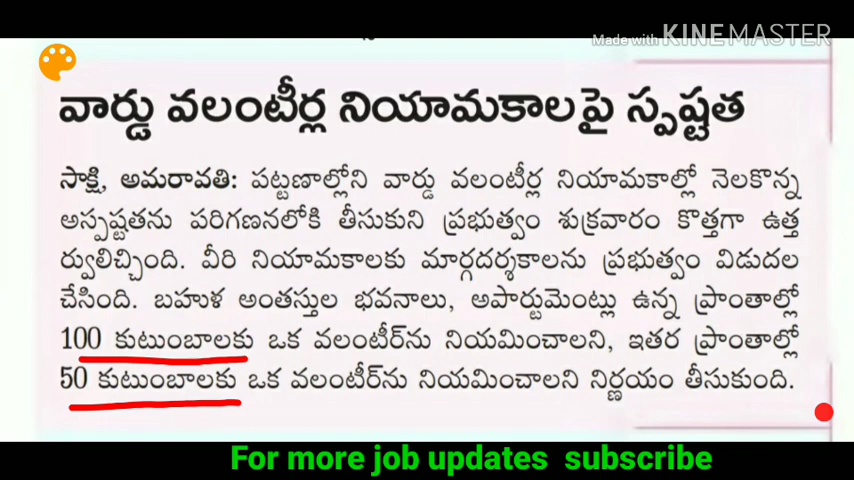 Made with KINEMASTER
వార్డు వలంటీర్ల నియామకాలపై స్పష్టత
సాక్షి, అమరావతి: పట్టణాల్లోని వార్డు వలంటీర్ల నియామకాల్లో నెలకొన్న
అస్పష్టతను పరిగణనలోకి తీసుకుని ప్రభుత్వం శుక్రవారం కొత్తగా ఉత్త
ర్వులిచ్చింది. వీరి నియామకాలకు మార్గదర్శకాలను ప్రభుత్వం విడుదల
చేసింది. బహుళ అంతస్తుల భవనాలు, అపార్టుమెంట్లు ఉన్న ప్రాంతాల్లో
100 కుటుంబాలకు ఒక వలంటీర్‌ను నియమించాలని, ఇతర ప్రాంతాల్లో
50 కుటుంబాలకు ఒక వలంటీర్‌ను నియమించాలని నిర్ణయం తీసుకుంది.
For more job updates subscribe